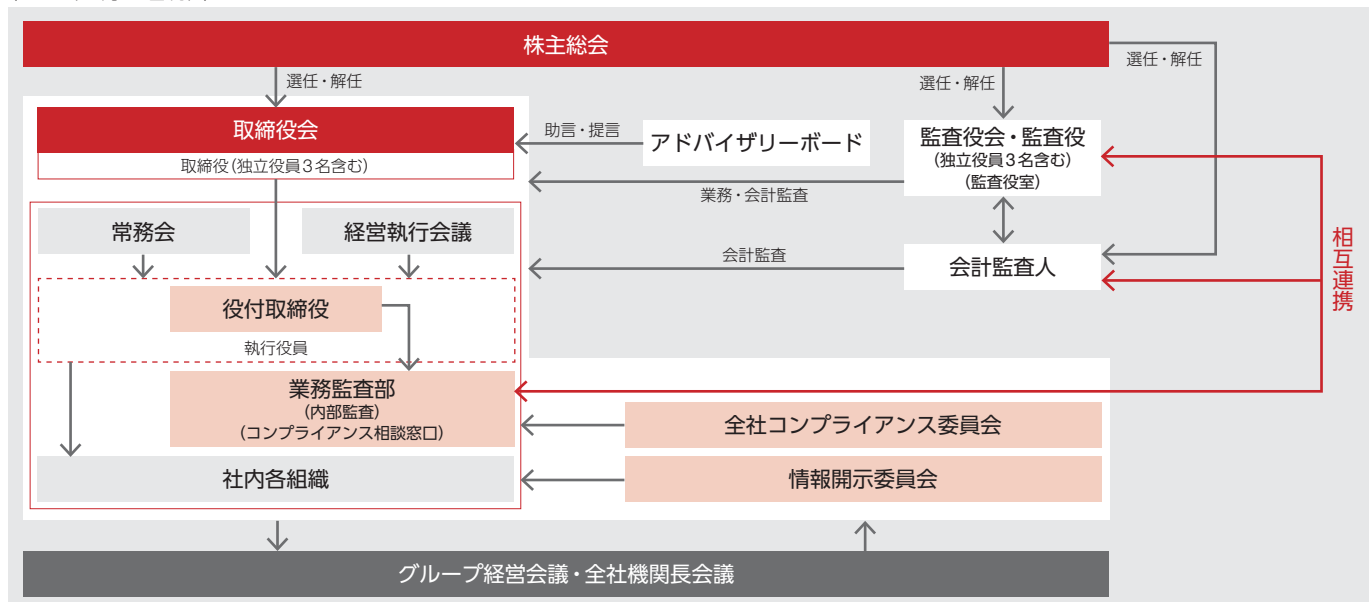 株主総会
選任・解任
選任・解任
選任・解任
取締役会
取締役(独立役員3名含む)
助言・提言
アドバイザリーボード
監査役会・監査役
(独立役員3名含む)
(監査役室)
業務・会計監査
常務会
経営執行会議
会計監査
会計監査人
相互連携
役付取締役
執行役員
業務監査部
(内部監査)
(コンプライアンス相談窓口)
全社コンプライアンス委員会
社内各組織
情報開示委員会
グループ経営会議・全社機関長会議